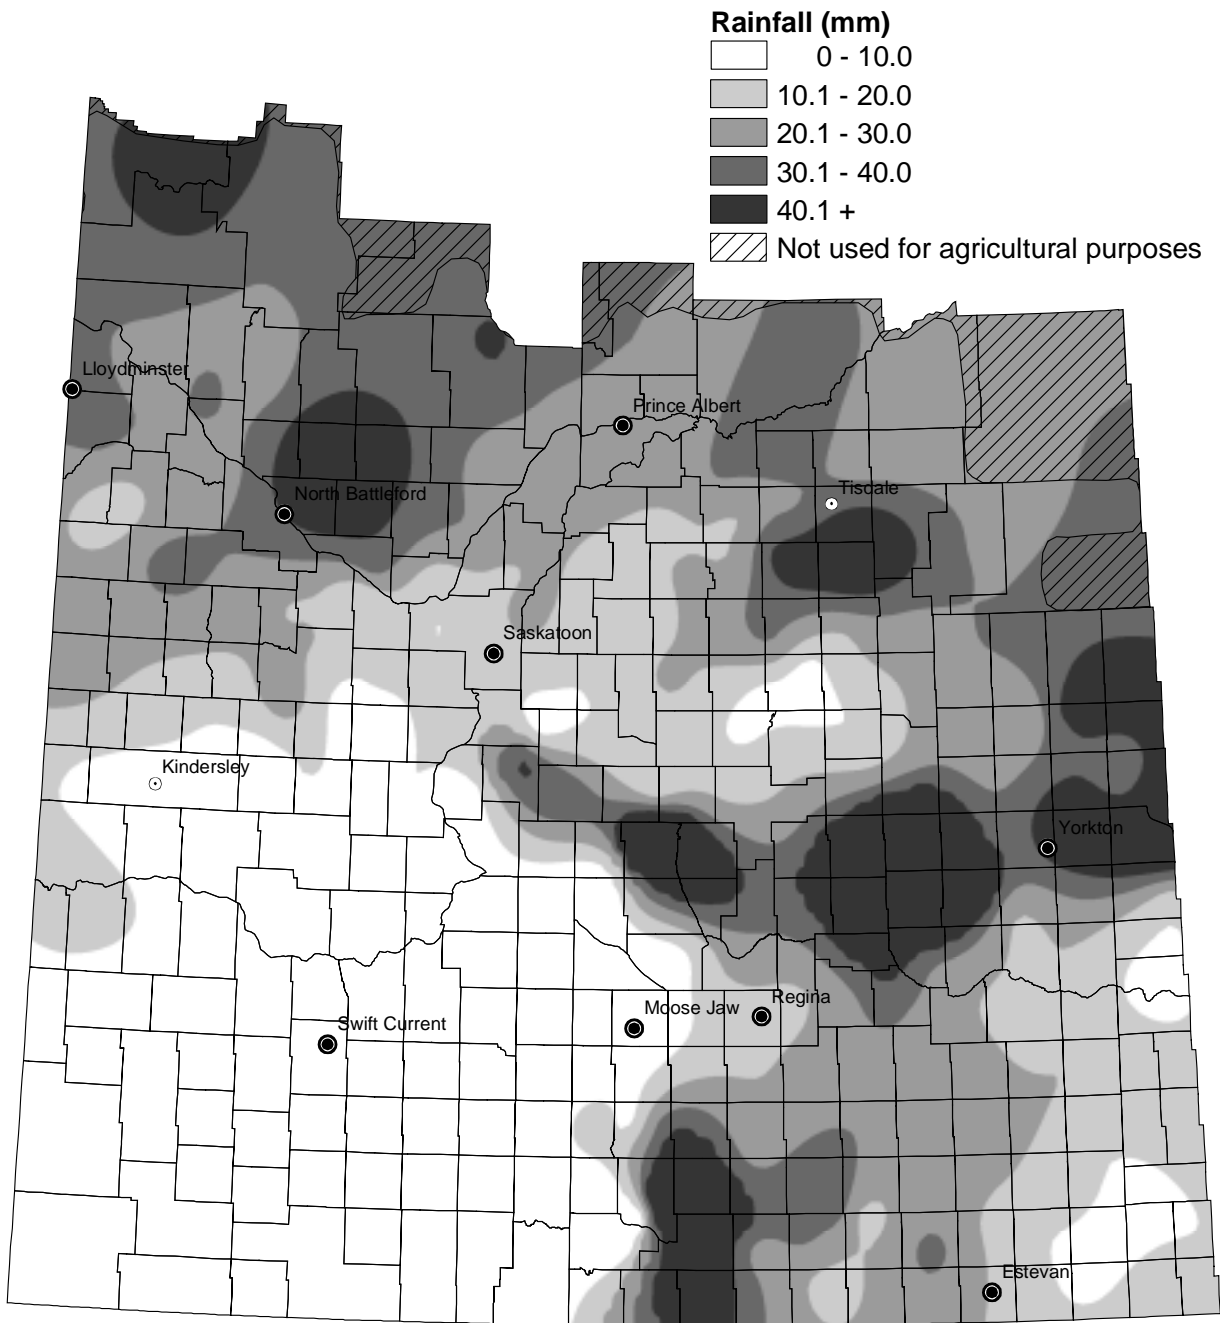 Rainfall (mm)
0 - 10.0
10.1 - 20.0
20.1 - 30.0
30.1 - 40.0
40.1 +
Not used for agricultural purposes
Lloydminster
Prince Albert
North Battleford
Tisdale
Saskatoon
Kindersley
Yorkton
Moose Jaw
Regina
Swift Current
Estevan